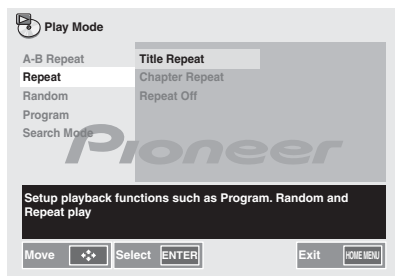 Play Mode
A-B Repeat
Repeat
Random
Program
Search Mode
Title Repeat
Chapter Repeat
Repeat Off
Pioneer
Setup playback functions such as Program. Random and
Repeat play
Move Select ENTER Exit HOME MENU